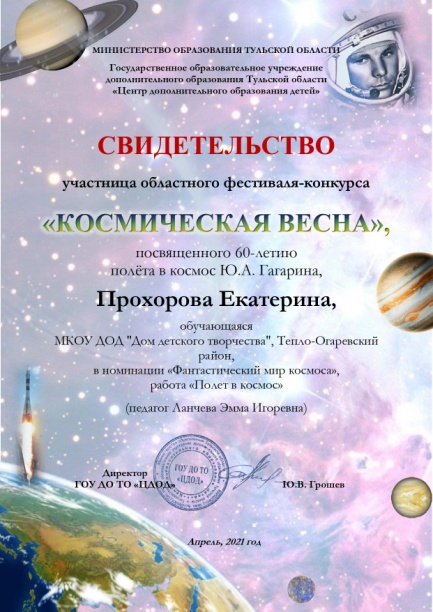 МИНИСТЕРСТВО ОБРАЗОВАНИЯ ТУЛЬСКОЙ ОБЛАСТИ
Государственное образовательное учреждение
дополнительного образования Тульской области
«Центр дополнительного образования детей»
СВИДЕТЕЛЬСТВО
участница областного фестиваля-конкурса
«КОСМИЧЕСКАЯ ВЕСНА»,
посвященного 60-летию
полёта в космос Ю.А. Гагарина,
Прохорова Екатерина,
обучающаяся
МКОУ ДОД "Дом детского творчества", Тепло-Огаревский
район,
в номинации «Фантастический мир космоса»,
работа «Полет в космос»
(педагог Ланчева Эмма Игоревна)
ГОУ ДО ТО
«ЦДОД»
Директор
ГОУ ДО ТО «ЦДОД»
Ю.В. Грошев
Апрель, 2021 год